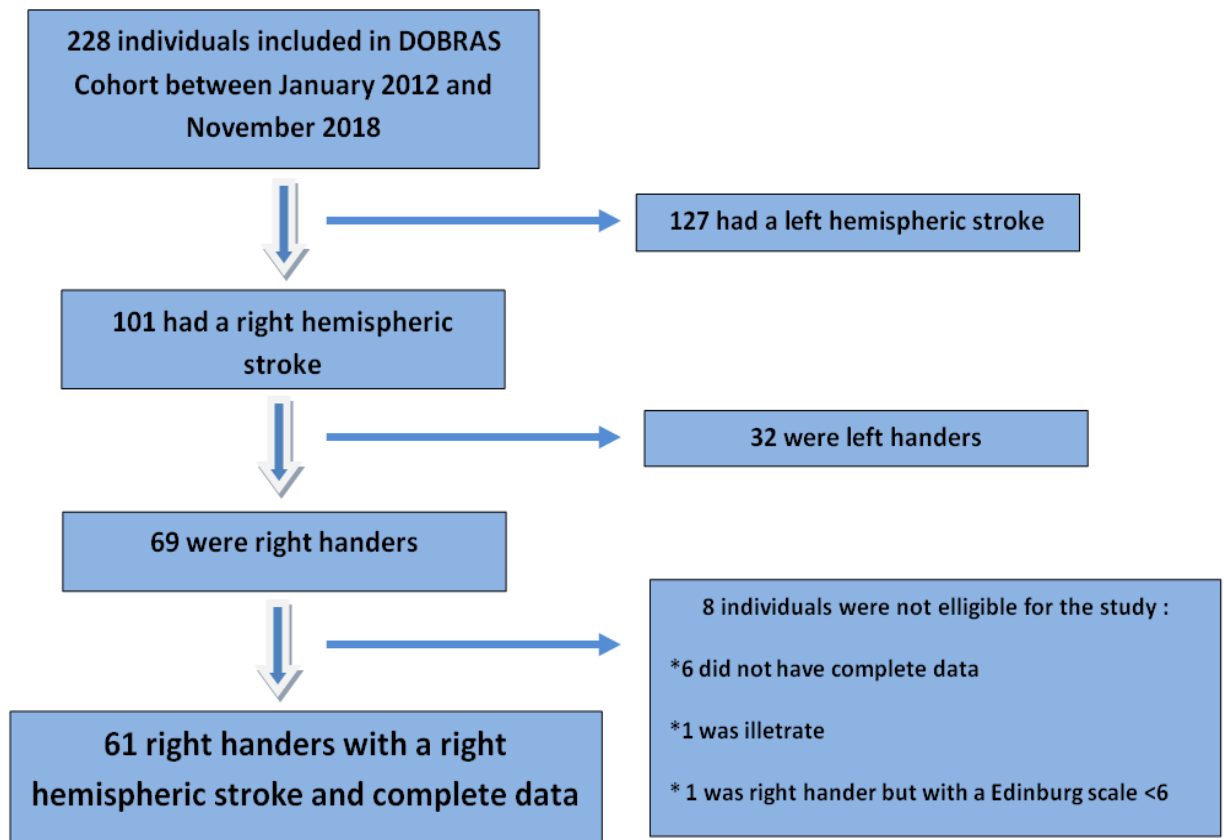 228 individuals included in DOBRAS
Cohort between January 2012 and
November 2018
127 had a left hemispheric stroke
101 had a right hemispheric
stroke
32 were left handers
69 were right handers
8 individuals were not elligible for the study :
*6 did not have complete data
*1 was illetrate
* 1 was right hander but with a Edinburg scale <6
61 right handers with a right
hemispheric stroke and complete data